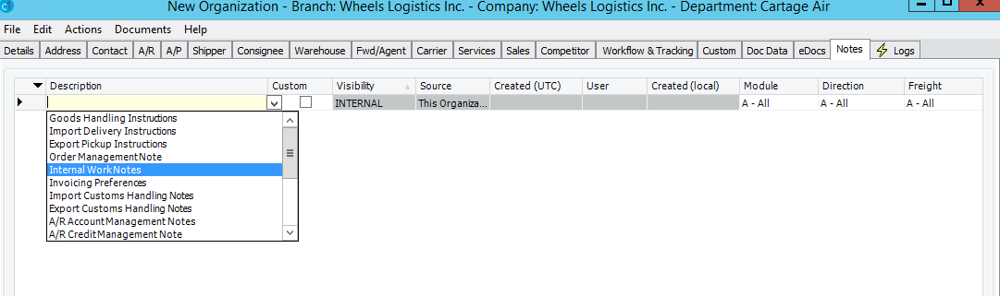 New Organization - Branch: Wheels Logistics Inc. - Company: Wheels Logistics Inc. - Department: Cartage Air
File Edit Actions Documents Help
Details Address Contact A/R A/P Shipper Consignee Warehouse Fwd/Agent Carrier Services Sales Competitor Workflow & Tracking Custom Doc Data eDocs Notes Logs
Description Custom Visibility Source Created (UTC) User Created (local) Module Direction Freight
INTERNAL This Organiza... A - All A - All A - All
Goods Handling Instructions
Import Delivery Instructions
Export Pickup Instructions
Order Management Note
Internal Work Notes
Invoicing Preferences
Import Customs Handling Notes
Export Customs Handling Notes
A/R Account Management Notes
A/R Credit Management Note